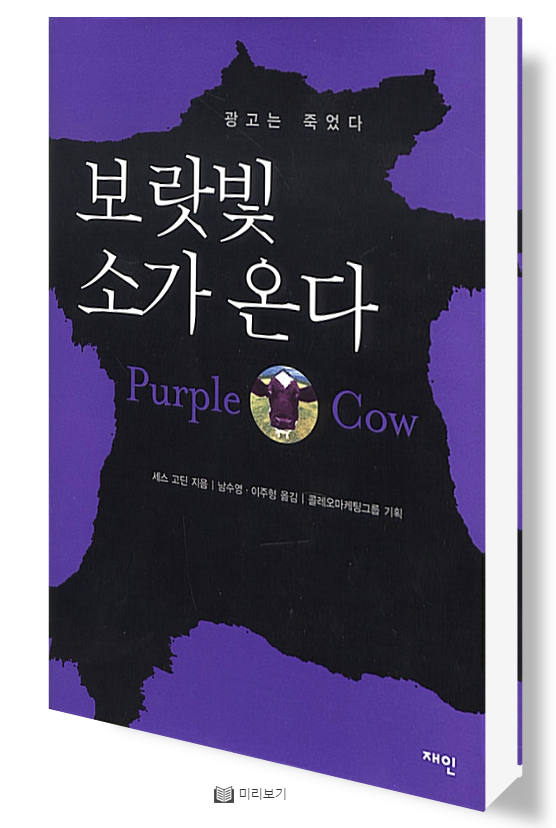 광고는 죽었다
보랏빛
소가 온다
Purple Cow
세스 고딘 지음 | 남수영 · 이주형 옮김 | 콜레오마케팅그룹 기획
재인
미리보기